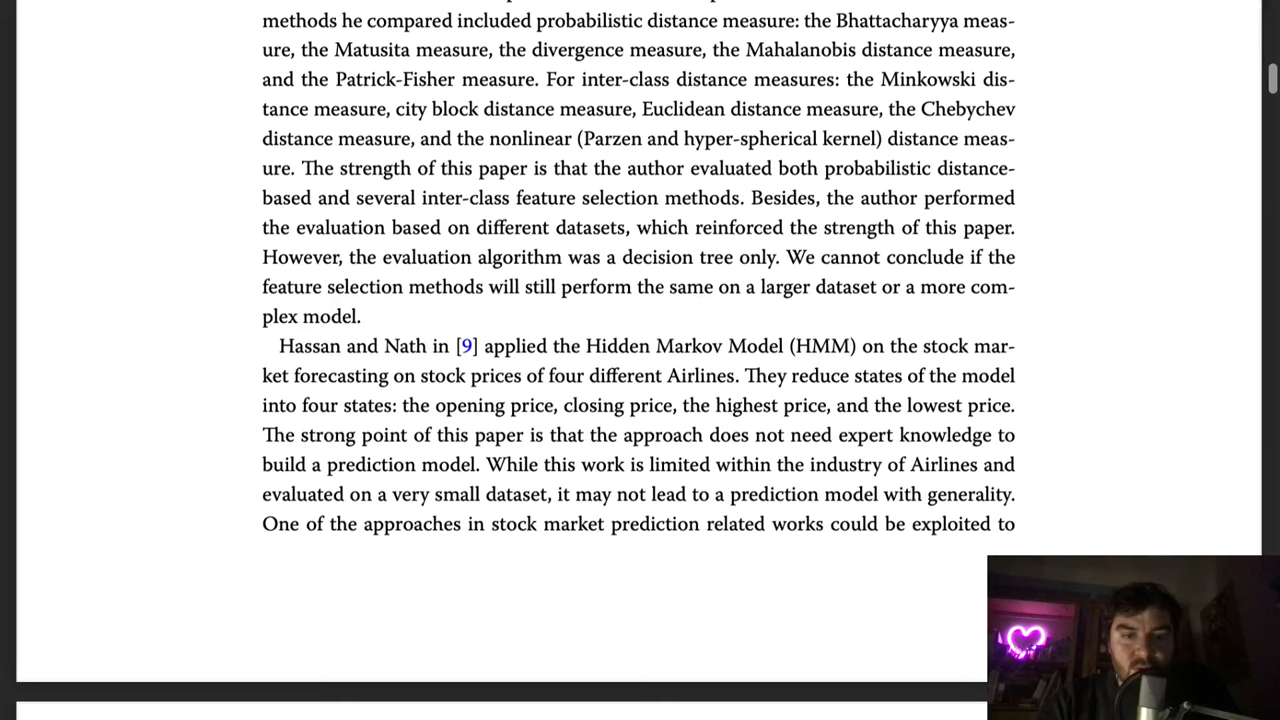 methods he compared included probabilistic distance measure: the Bhattacharyya meas-
ure, the Matusita measure, the divergence measure, the Mahalanobis distance measure,
and the Patrick-Fisher measure. For inter-class distance measures: the Minkowski dis-
tance measure, city block distance measure, Euclidean distance measure, the Chebychev
distance measure, and the nonlinear (Parzen and hyper-spherical kernel) distance meas-
ure. The strength of this paper is that the author evaluated both probabilistic distance-
based and several inter-class feature selection methods. Besides, the author performed
the evaluation based on different datasets, which reinforced the strength of this paper.
However, the evaluation algorithm was a decision tree only. We cannot conclude if the
feature selection methods will still perform the same on a larger dataset or a more com-
plex model.
Hassan and Nath in [9] applied the Hidden Markov Model (HMM) on the stock mar-
ket forecasting on stock prices of four different Airlines. They reduce states of the model
into four states: the opening price, closing price, the highest price, and the lowest price.
The strong point of this paper is that the approach does not need expert knowledge to
build a prediction model. While this work is limited within the industry of Airlines and
evaluated on a very small dataset, it may not lead to a prediction model with generality.
One of the approaches in stock market prediction related works could be exploited to